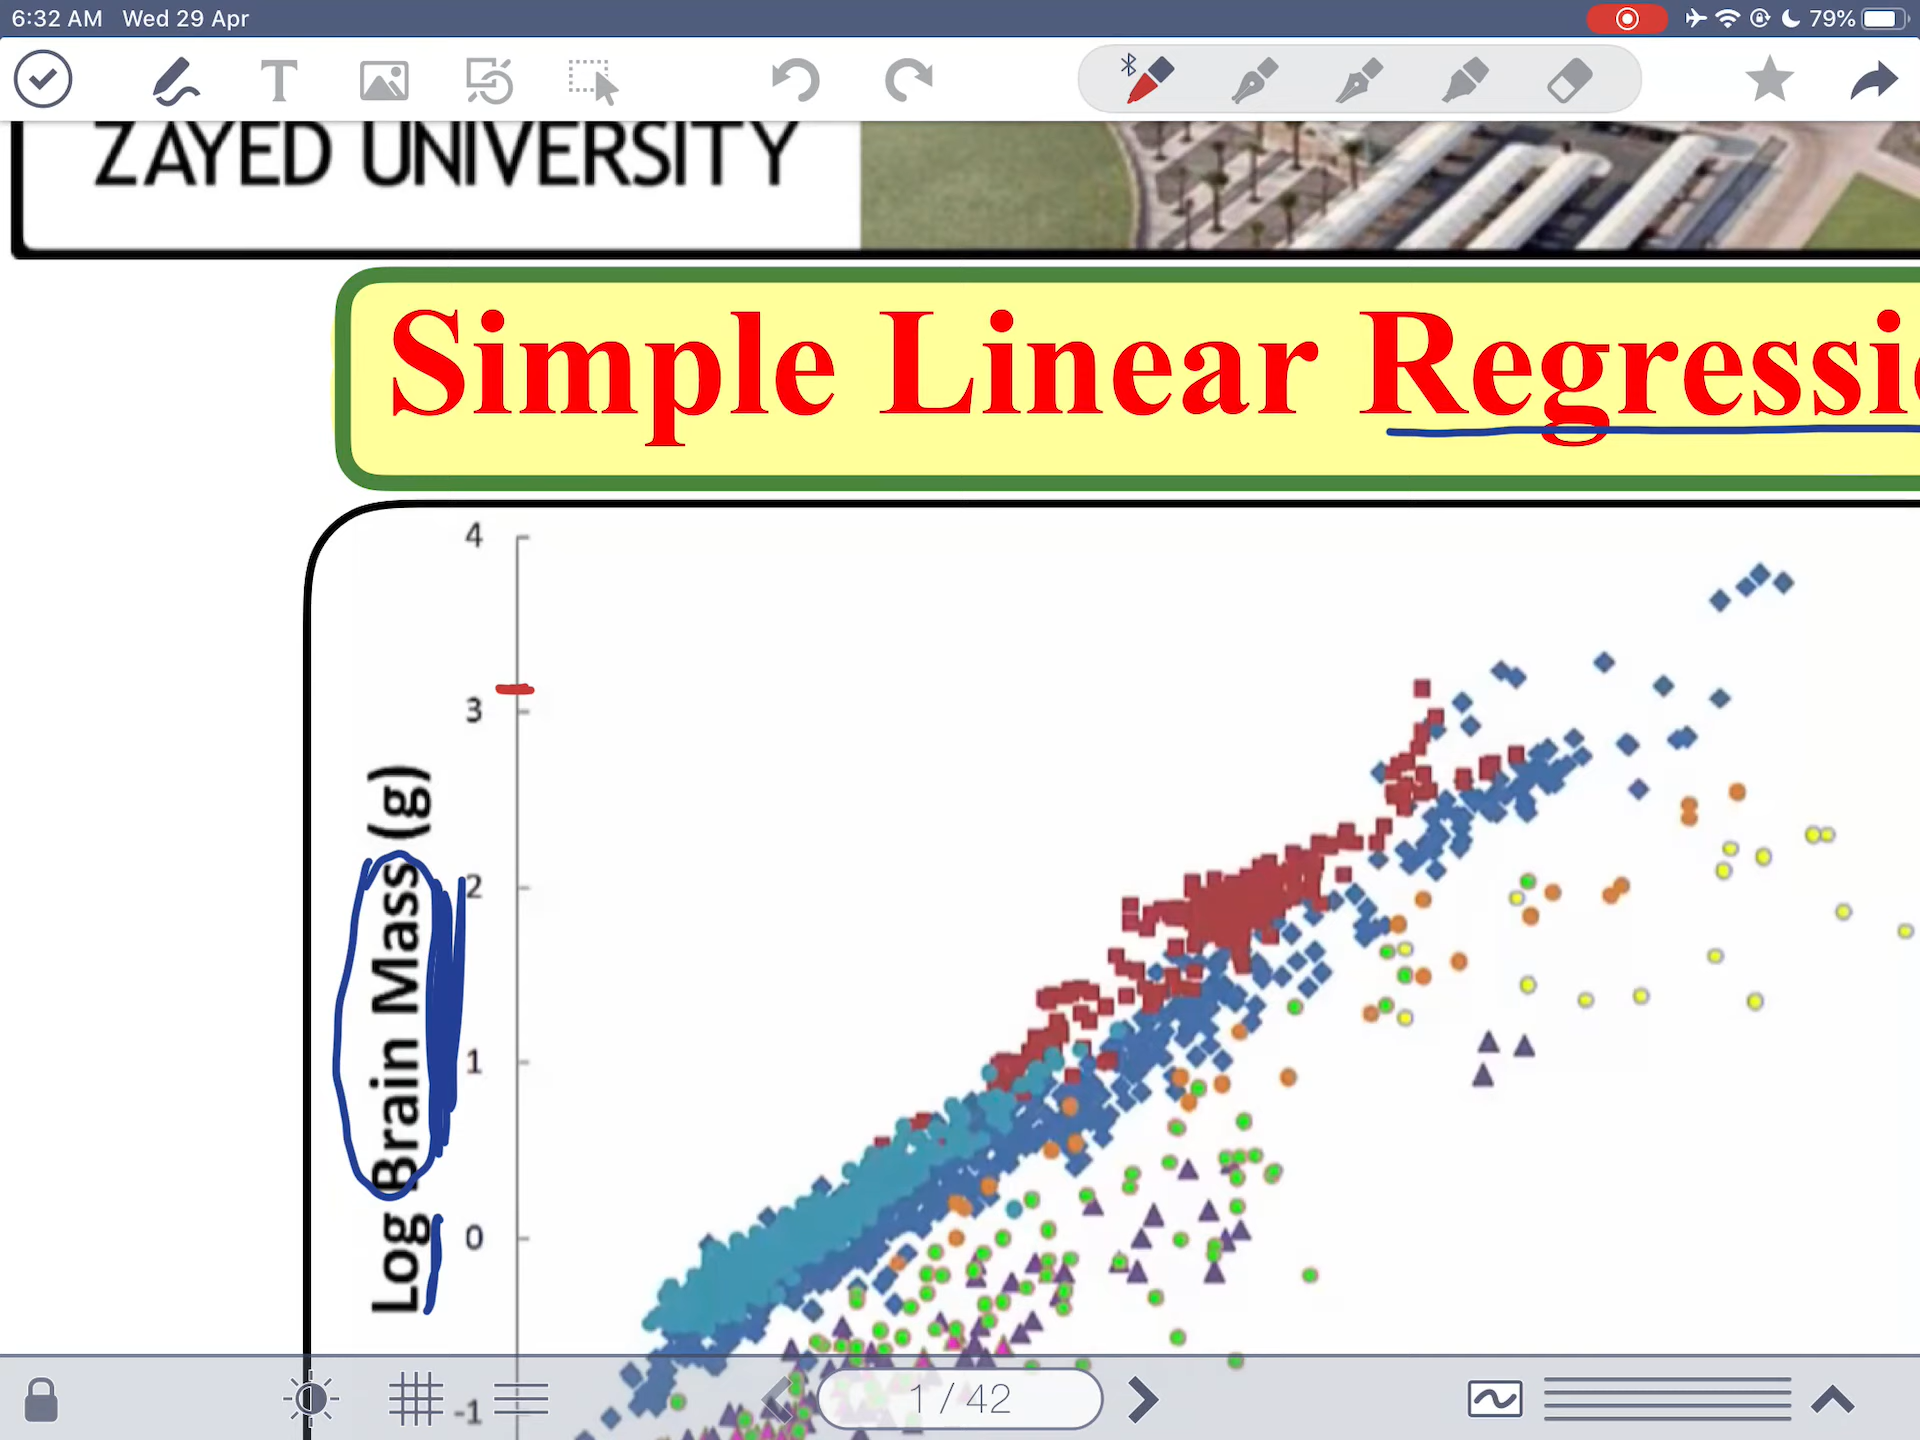 6:32 AM Wed 29 Apr
79%
T
ZAYED UNIVERSITY
Simple Linear Regressi
4
3
2
1
0
-1
Log Brain Mass (g)
1 / 42